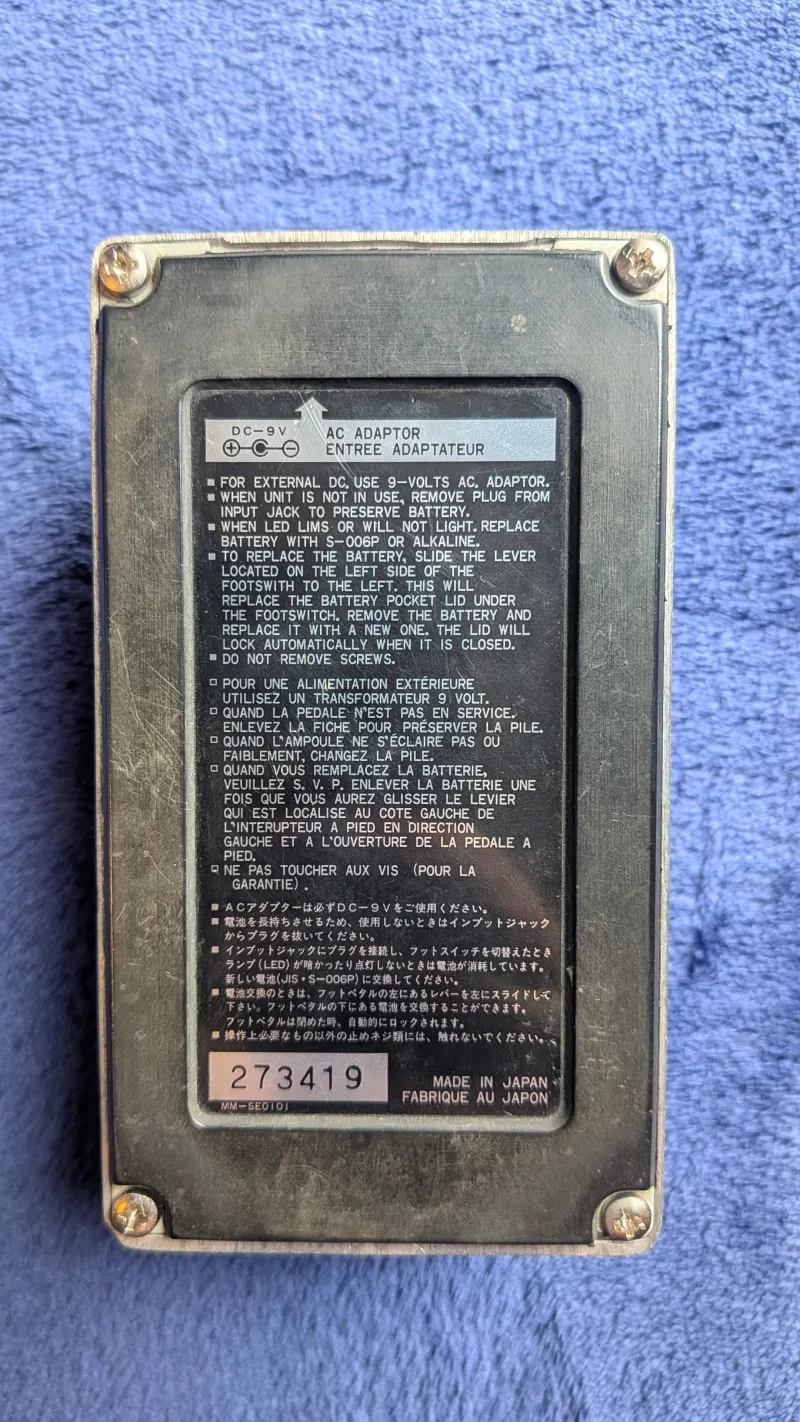 DC-9V
AC ADAPTOR
ENTREE ADAPTATEUR
■ FOR EXTERNAL DC, USE 9-VOLTS AC. ADAPTOR.
■ WHEN UNIT IS NOT IN USE, REMOVE PLUG FROM
INPUT JACK TO PRESERVE BATTERY.
■ WHEN LED LIMS OR WILL NOT LIGHT. REPLACE
BATTERY WITH S-006P OR ALKALINE.
■ TO REPLACE THE BATTERY, SLIDE THE LEVER
LOCATED ON THE LEFT SIDE OF THE
FOOTSWITH TO THE LEFT. THIS WILL
REPLACE THE BATTERY POCKET LID UNDER
THE FOOTSWITCH. REMOVE THE BATTERY AND
REPLACE IT WITH A NEW ONE. THE LID WILL
LOCK AUTOMATICALLY WHEN IT IS CLOSED.
■ DO NOT REMOVE SCREWS.
□ POUR UNE ALIMENTATION EXTÉRIEURE
UTILISEZ UN TRANSFORMATEUR 9 VOLT.
□ QUAND LA PEDALE N'EST PAS EN SERVICE.
ENLEVEZ LA FICHE POUR PRÉSERVER LA PILE.
□ QUAND L'AMPOULE NE S'ÉCLAIRE PAS OU
FAIBLEMENT, CHANGEZ LA PILE.
□ QUAND VOUS REMPLACEZ LA BATTERIE,
VEUILLEZ S. V. P. ENLEVER LA BATTERIE UNE
FOIS QUE VOUS AUREZ GLISSER LE LEVIER
QUI EST LOCALISE AU COTE GAUCHE DE
L'INTERUPTEUR A PIED EN DIRECTION
GAUCHE ET A L'OUVERTURE DE LA PEDALE A
PIED.
□ NE PAS TOUCHER AUX VIS (POUR LA
GARANTIE).
■ ACアダプターは必ずDC-9Vをご使用ください。
■ 電池を長持ちさせるため、使用しないときはインプットジャック
からプラグを抜いてください。
■ インプットジャックにプラグを接続し、フットスイッチを切替えたとき
ランプ(LED)が暗かったり点灯しないときは電池が消耗しています。
新しい電池(JIS・S-006P)に交換してください。
■ 電池交換のときは、フットペタルの左にあるレバーを左にスライドして
下さい。フットペタルの下にある電池を交換することができます。
フットペタルは閉めた時、自動的にロックされます。
■ 操作上必要なもの以外の止めネジ類には、触れないでください。
273419
MM-SE0101
MADE IN JAPAN
FABRIQUE AU JAPON